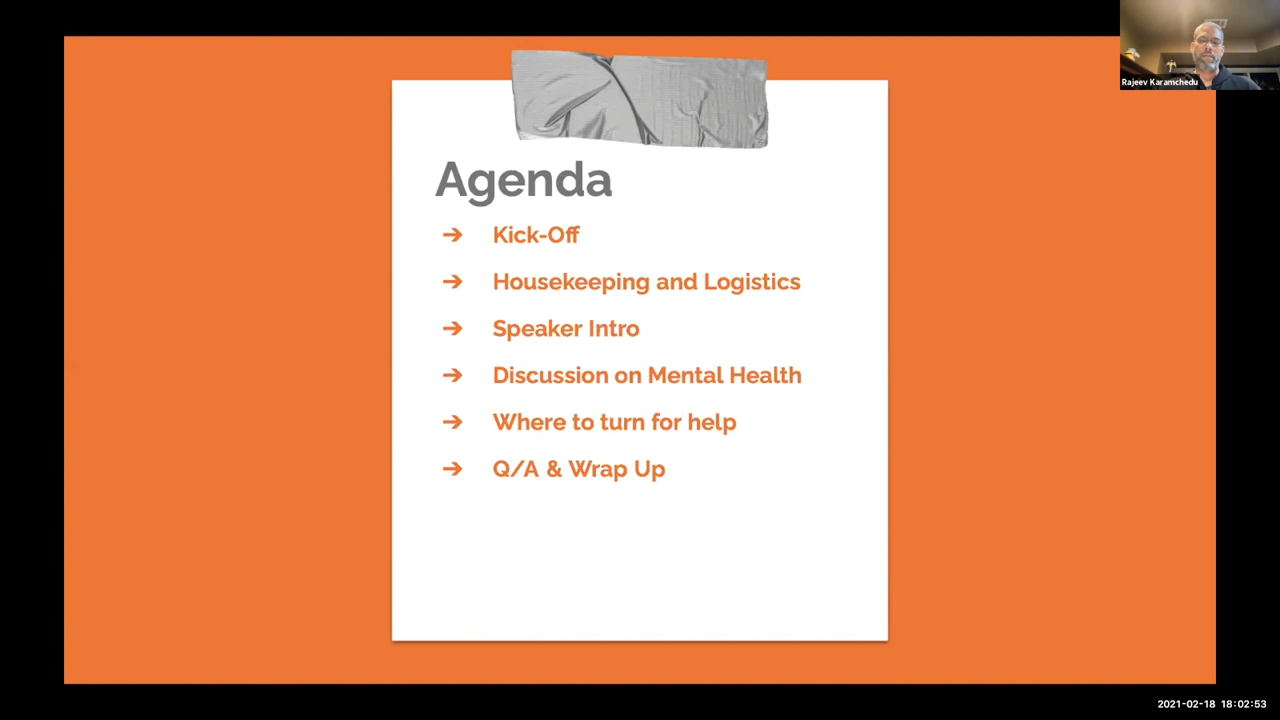 Rajeev Karamchedu
Agenda
➔ Kick-Off
➔ Housekeeping and Logistics
➔ Speaker Intro
➔ Discussion on Mental Health
➔ Where to turn for help
➔ Q/A & Wrap Up
2021-02-18 18:02:53